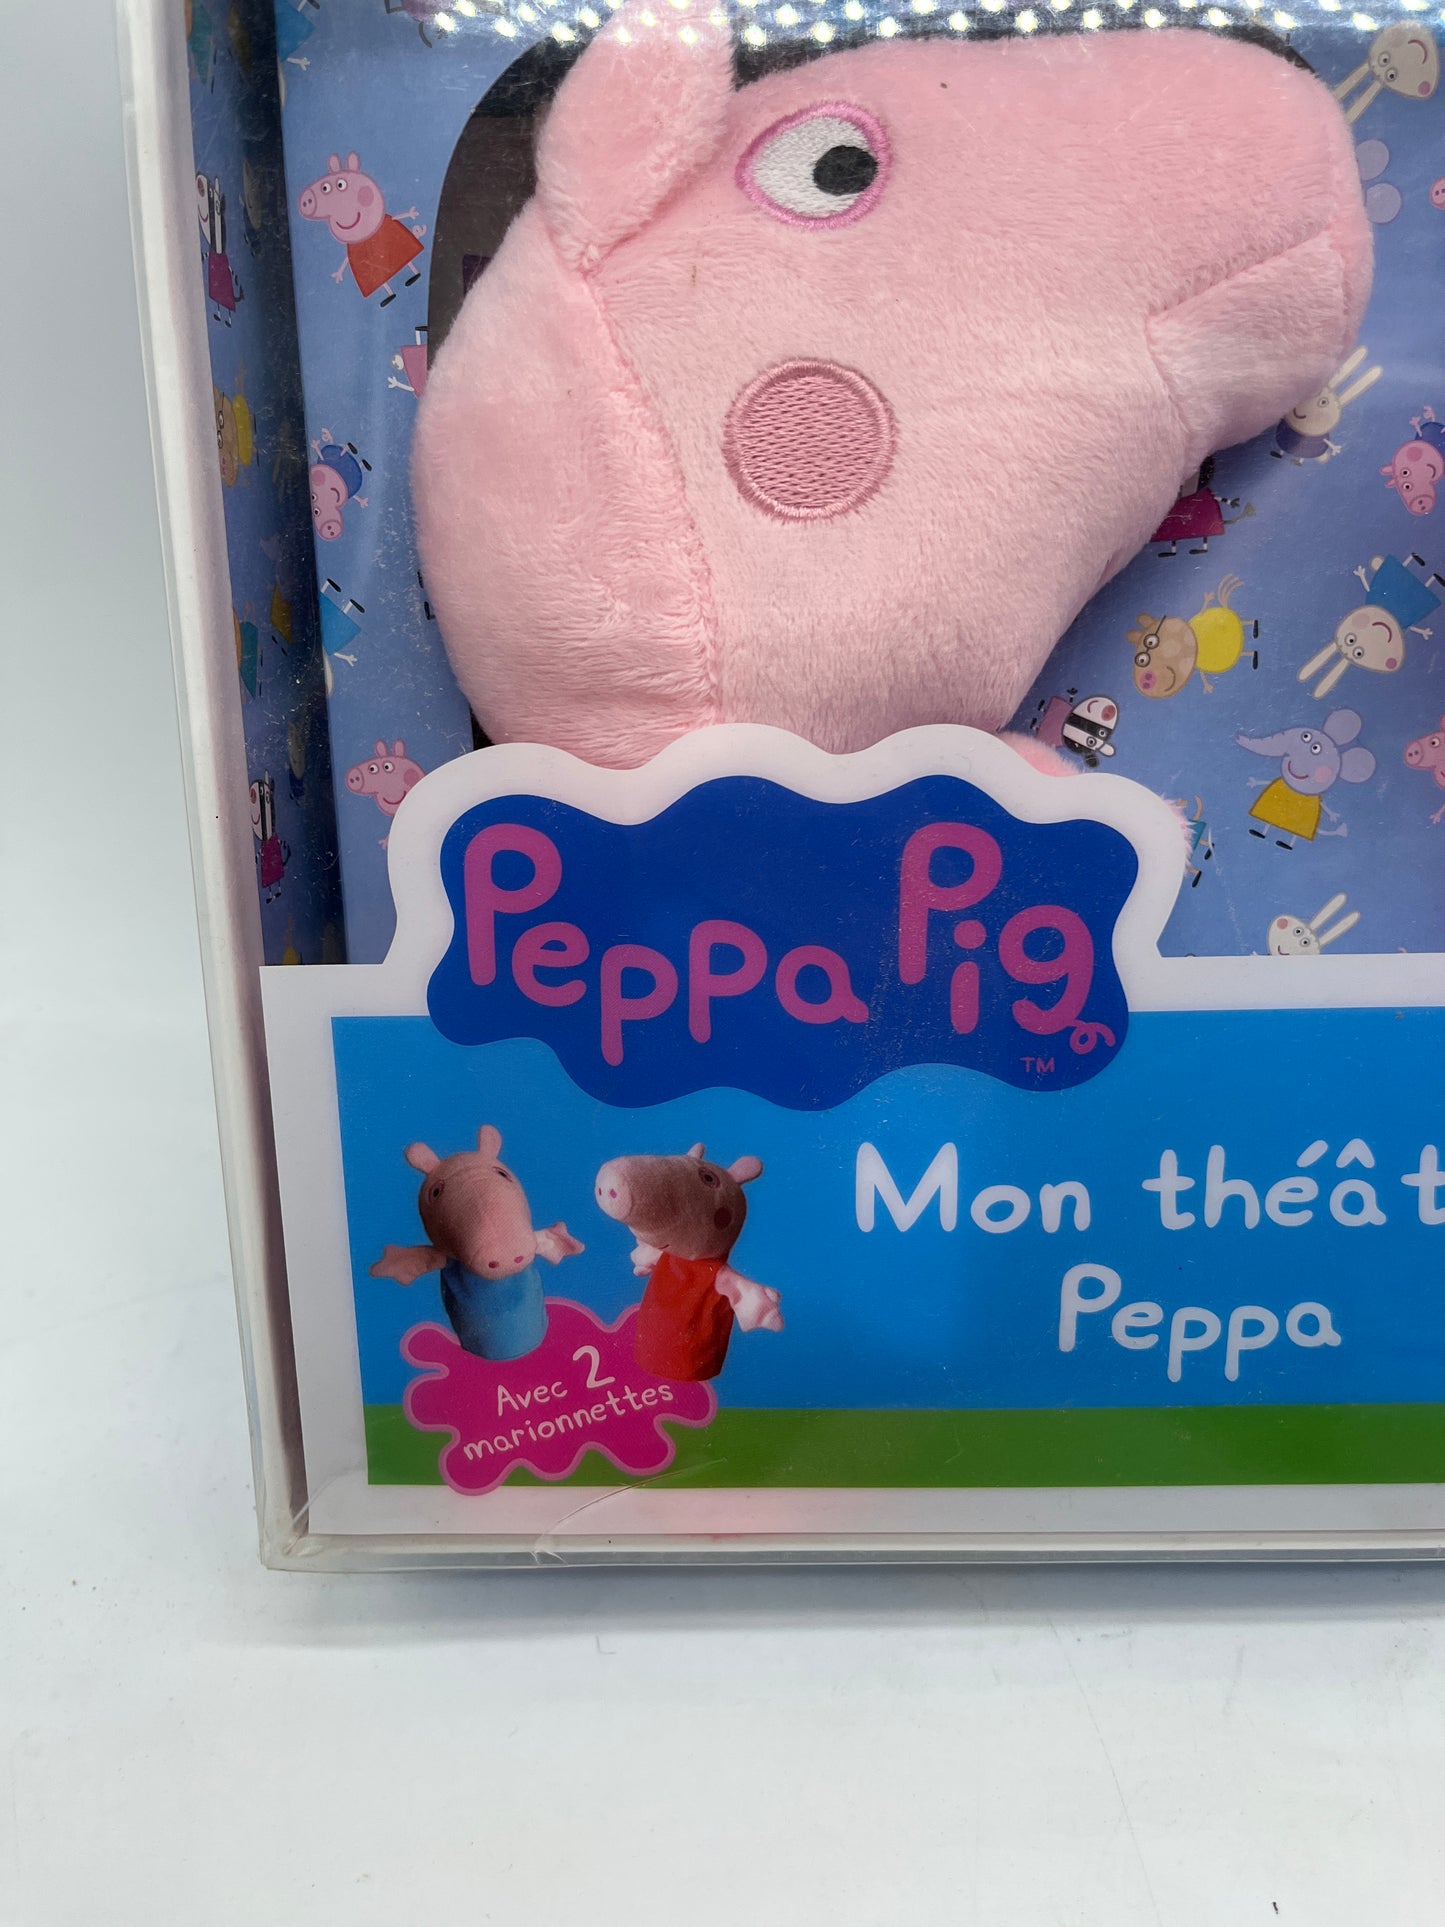 Peppa Pig
TM
Mon théât
Peppa
Avec 2
marionnettes